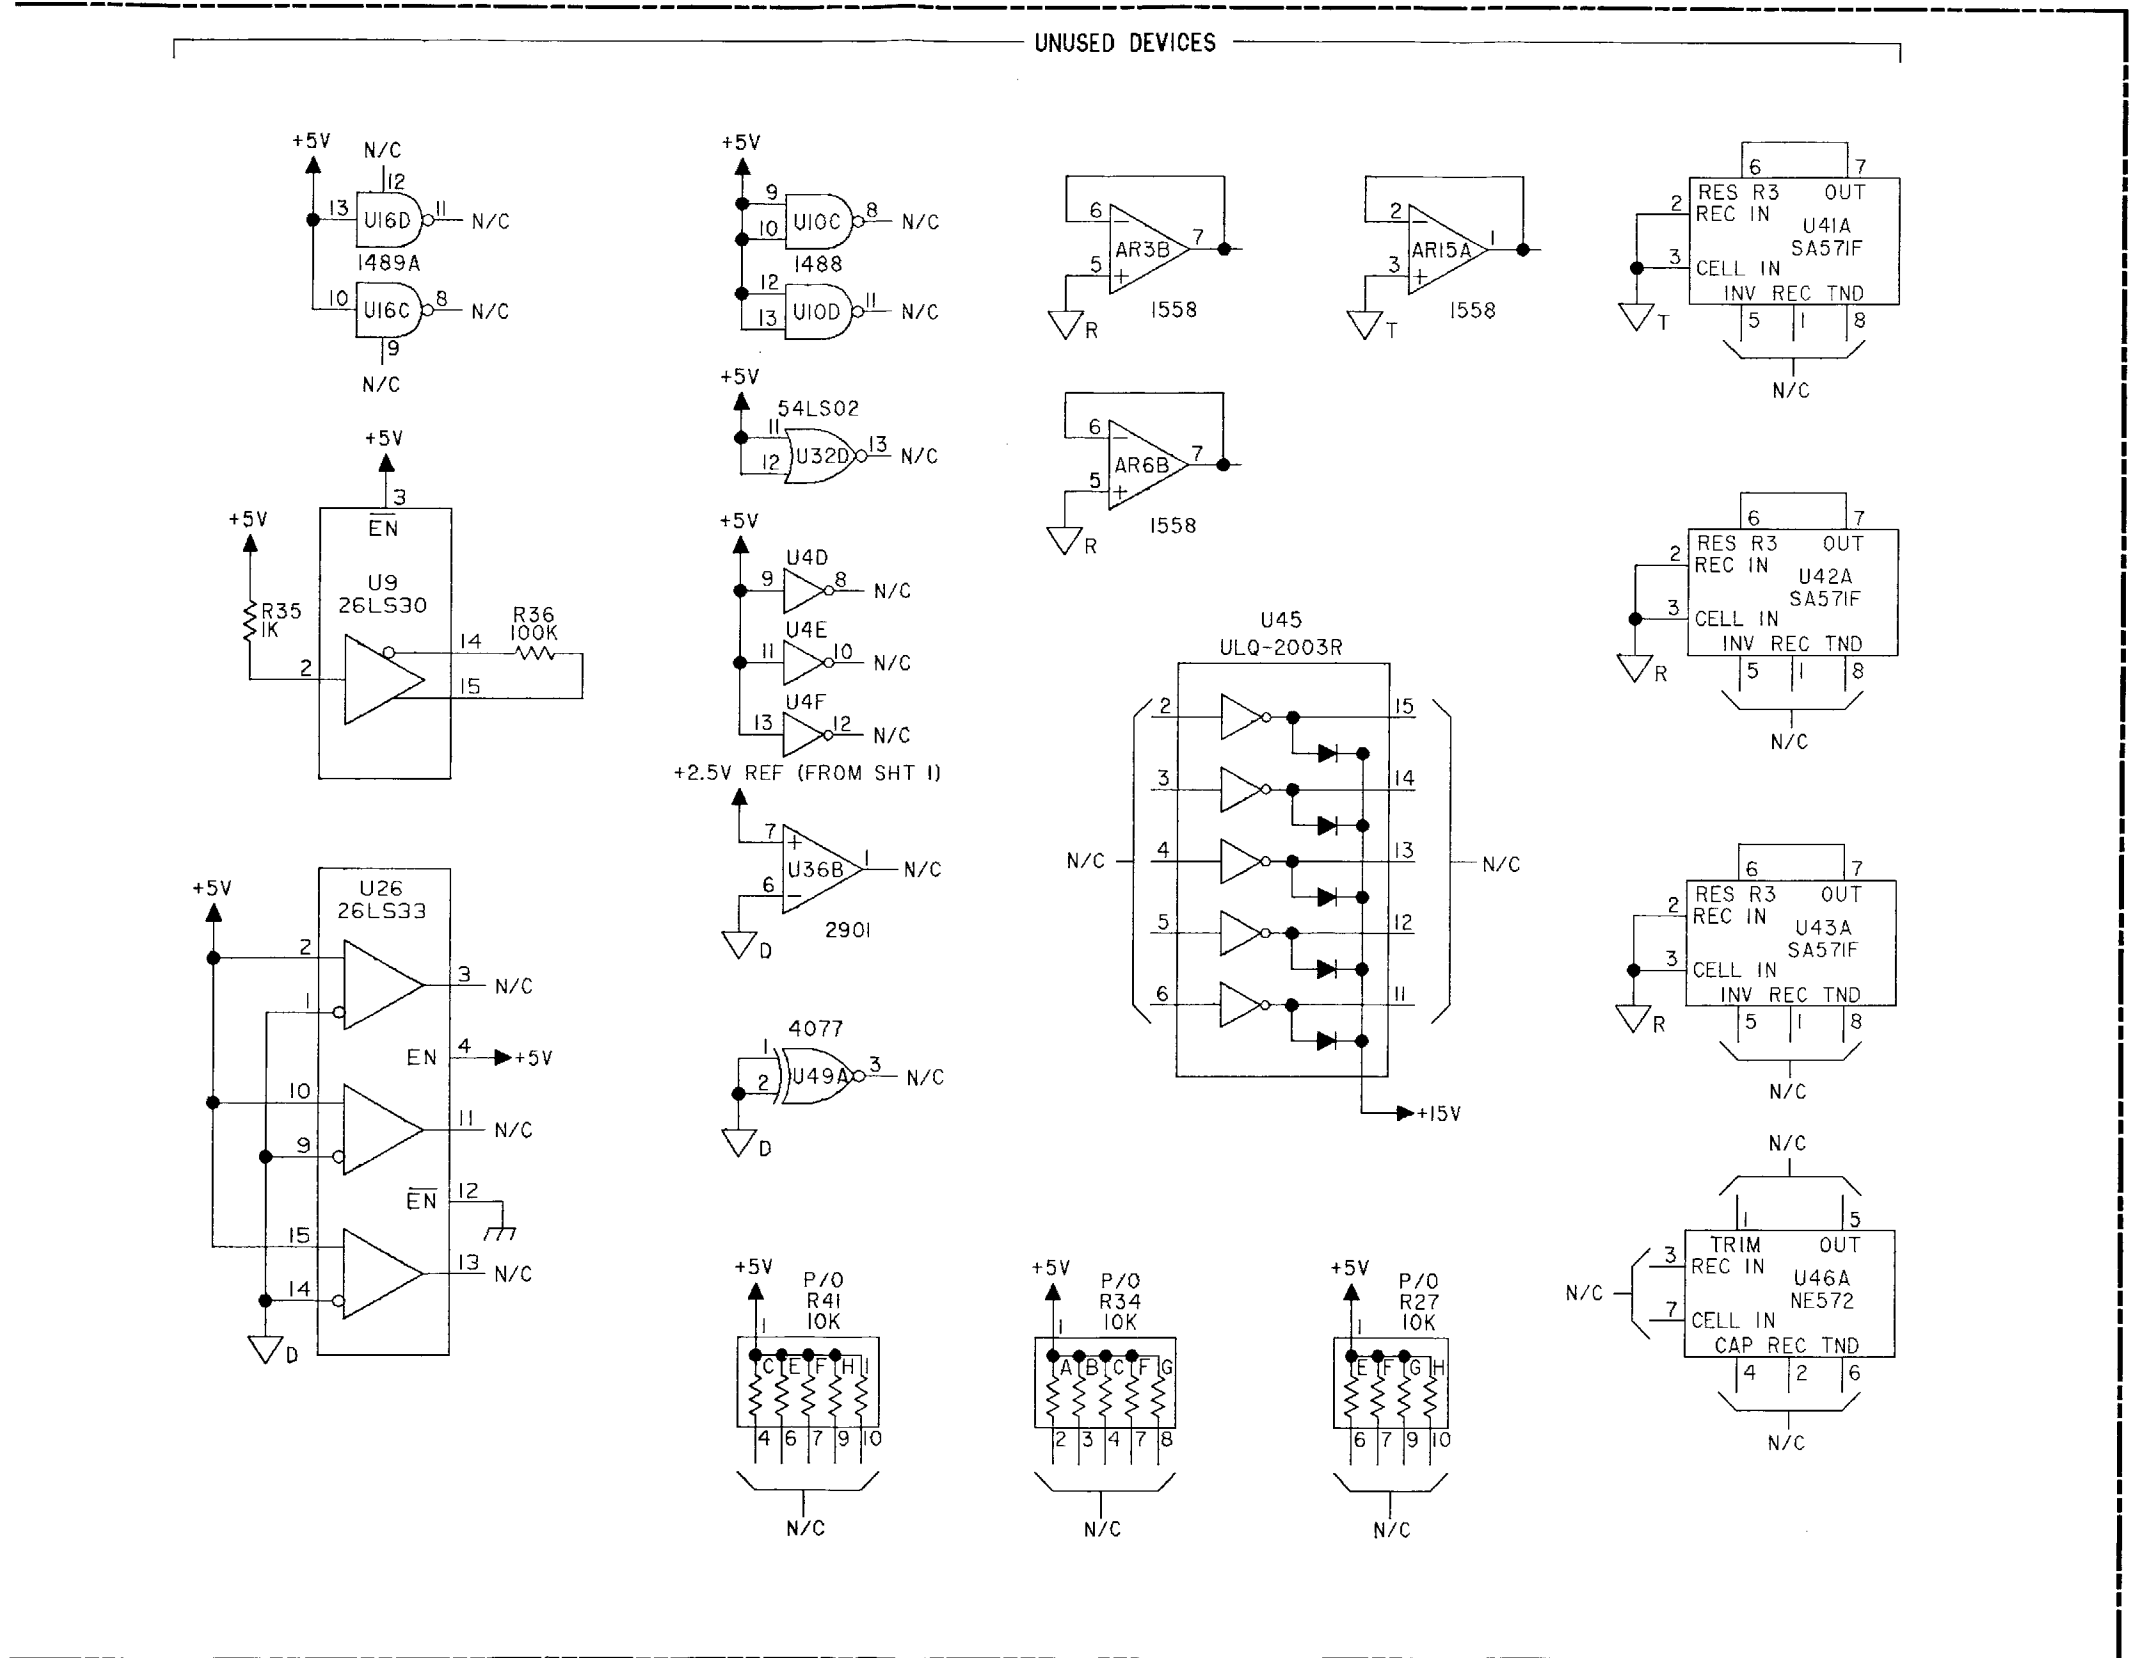 UNUSED DEVICES
+5V
N/C
12
13
U16D
11
N/C
1489A
10
U16C
8
N/C
9
N/C
+5V
3
EN
+5V
U9
26LS30
R35
1K
2
14
15
R36
100K
+5V
U26
26LS33
2
1
3
N/C
EN
4
+5V
10
9
11
N/C
EN
12
15
14
13
N/C
D
+5V
9
10
U10C
8
N/C
1488
12
13
U10D
11
N/C
+5V
54LS02
11
12
U32D
13
N/C
+5V
U4D
9
8
N/C
U4E
11
10
N/C
U4F
13
12
N/C
+2.5V REF (FROM SHT 1)
7
+
U36B
6
-
1
N/C
2901
D
4077
1
2
U49A
3
N/C
D
+5V
P/O
R41
10K
1
C E F H I
4 6 7 9 10
N/C
6
-
AR3B
7
5
+
1558
R
2
-
AR15A
1
3
+
1558
T
6
-
AR6B
7
5
+
1558
R
U45
ULQ-2003R
2
15
3
14
N/C
4
13
N/C
5
12
6
11
+15V
+5V
P/O
R34
10K
1
A B C F G
2 3 4 7 8
N/C
+5V
P/O
R27
10K
1
E F G H
6 7 9 10
N/C
6
7
RES R3 OUT
2
REC IN
U41A
SA571F
3
CELL IN
INV REC TND
5 1 8
T
N/C
6
7
RES R3 OUT
2
REC IN
U42A
SA571F
3
CELL IN
INV REC TND
5 1 8
R
N/C
6
7
RES R3 OUT
2
REC IN
U43A
SA571F
3
CELL IN
INV REC TND
5 1 8
R
N/C
N/C
1
5
TRIM OUT
3
REC IN
N/C
U46A
NE572
7
CELL IN
CAP REC TND
4 2 6
N/C